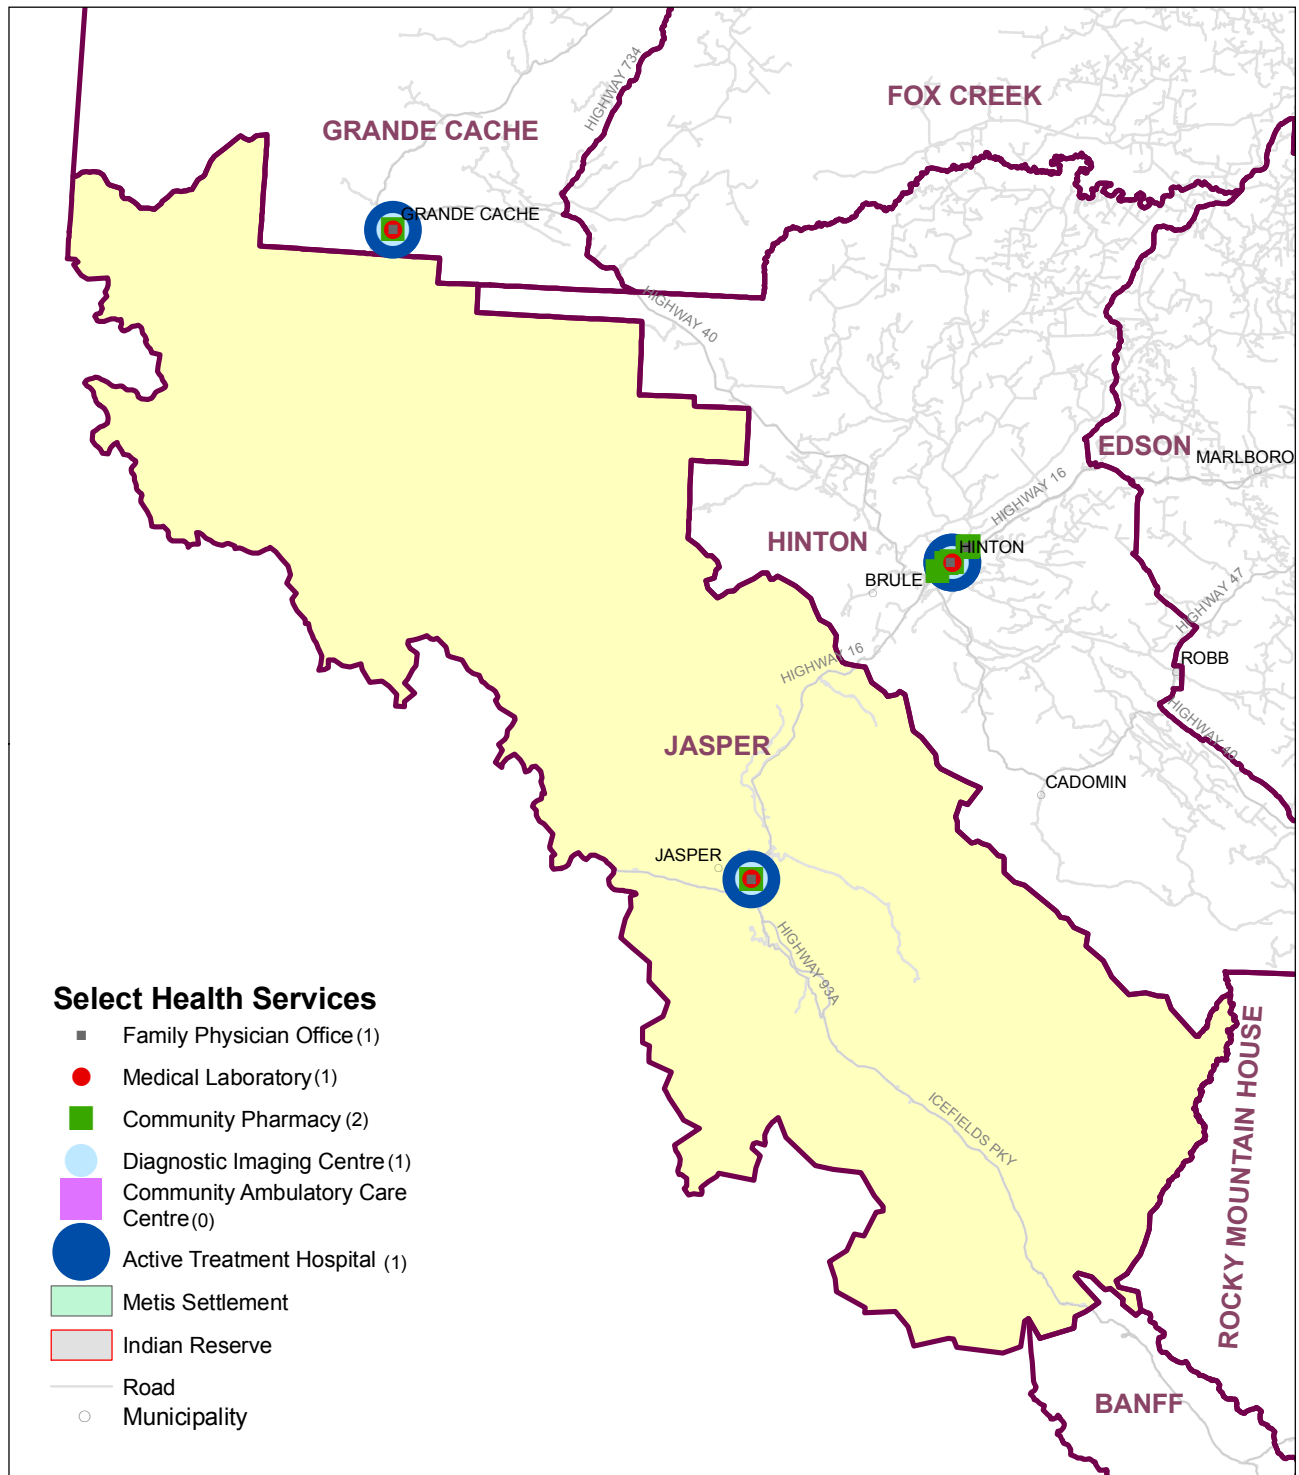 HIGHWAY 734
FOX CREEK
GRANDE CACHE
GRANDE CACHE
HIGHWAY 40
EDSON
MARLBORO
HIGHWAY 16
HINTON
HINTON
BRULE
HIGHWAY 47
HIGHWAY 16
ROBB
HIGHWAY 40
JASPER
CADOMIN
JASPER
HIGHWAY 93A
ICEFIELDS PKY
ROCKY MOUNTAIN HOUSE
BANFF
Select Health Services
Family Physician Office (1)
Medical Laboratory (1)
Community Pharmacy (2)
Diagnostic Imaging Centre (1)
Community Ambulatory Care
Centre (0)
Active Treatment Hospital (1)
Metis Settlement
Indian Reserve
Road
Municipality